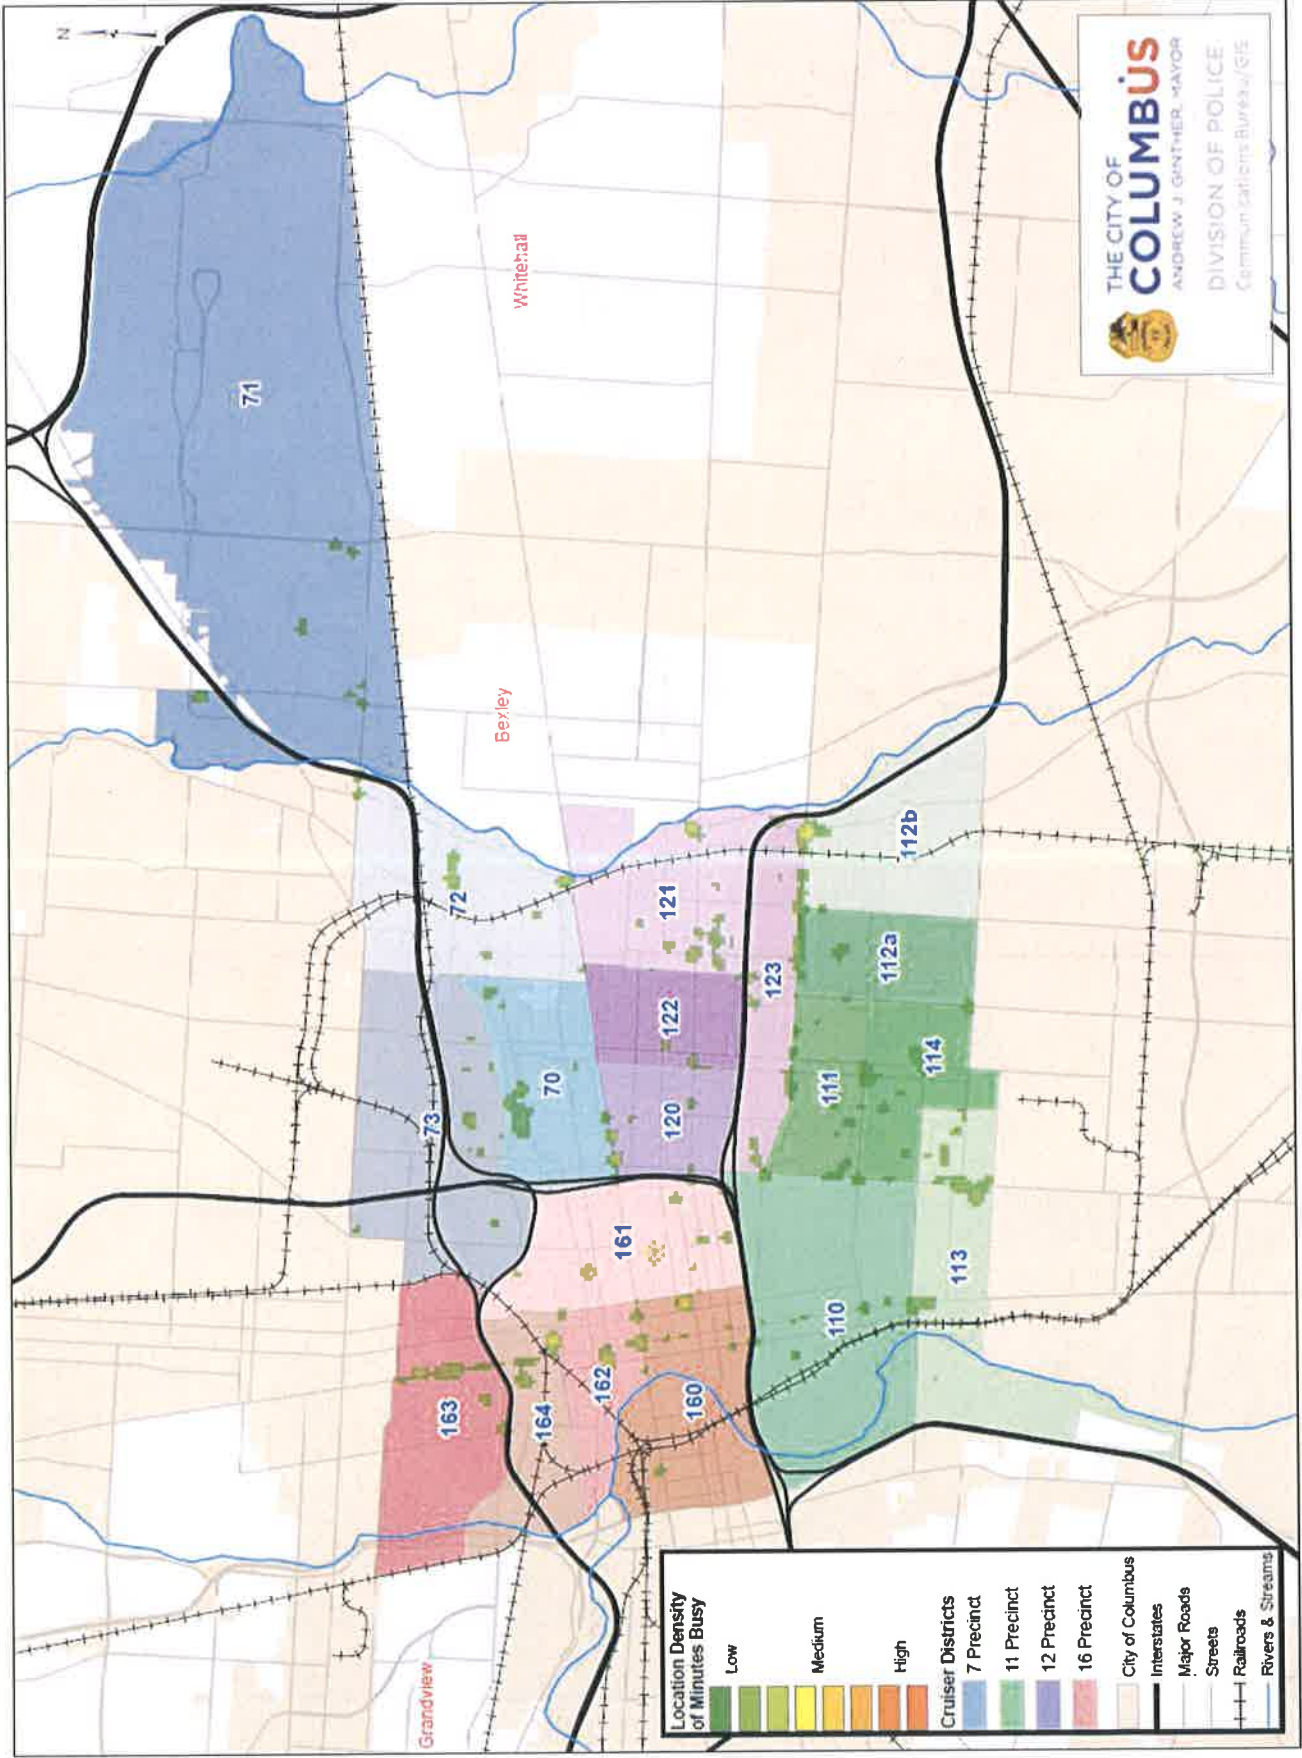 N
71
Whitehall
Bexley
72
73
70
121
122
120
123
161
163
164
162
160
112b
112a
114
111
113
110
Grandview
THE CITY OF
COLUMBUS
ANDREW J. GINTHER, MAYOR
DIVISION OF POLICE
Communications Bureau/GIS
Location Density
of Minutes Busy
Low
Medium
High
Cruiser Districts
7 Precinct
11 Precinct
12 Precinct
16 Precinct
City of Columbus
Interstates
Major Roads
Streets
Railroads
Rivers & Streams